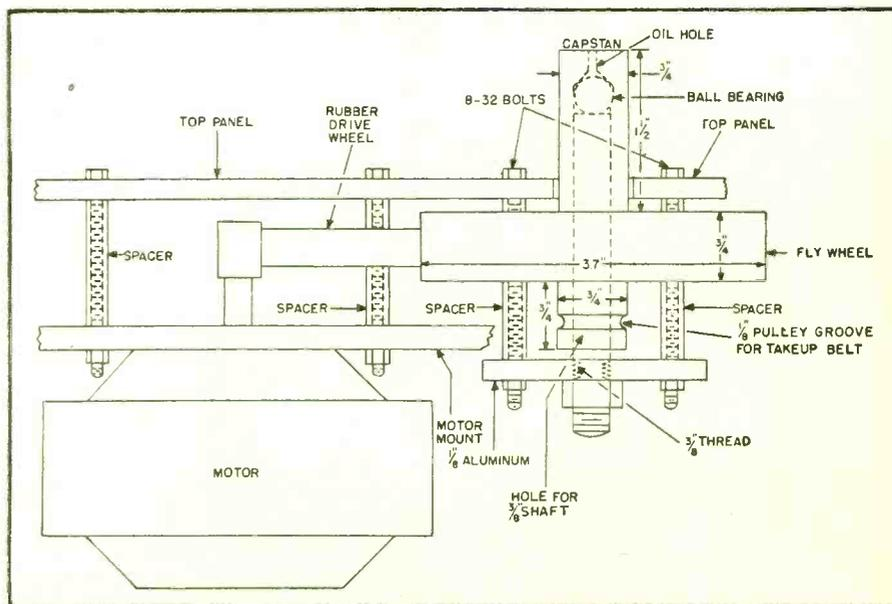 CAPSTAN
OIL HOLE
3/4"
8-32 BOLTS
BALL BEARING
RUBBER
DRIVE
WHEEL
TOP PANEL
1 1/2"
TOP PANEL
SPACER
3/4"
FLY WHEEL
3.7"
SPACER
SPACER
3/4"
3/4"
SPACER
1/8" PULLEY GROOVE
FOR TAKEUP BELT
MOTOR
MOTOR
MOUNT
1/8" ALUMINUM
3/8" THREAD
HOLE FOR
3/8" SHAFT